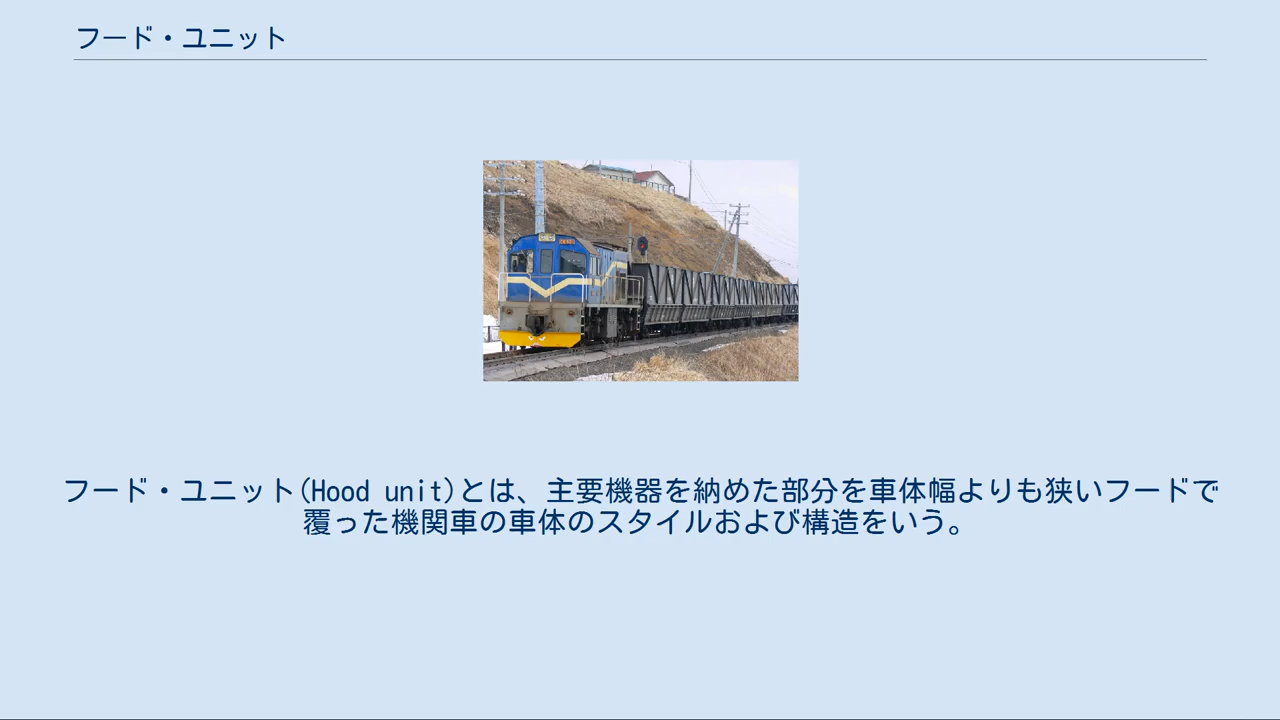 フード・ユニット
フード・ユニット(Hood unit)とは、主要機器を納めた部分を車体幅よりも狭いフードで
覆った機関車の車体のスタイルおよび構造をいう。